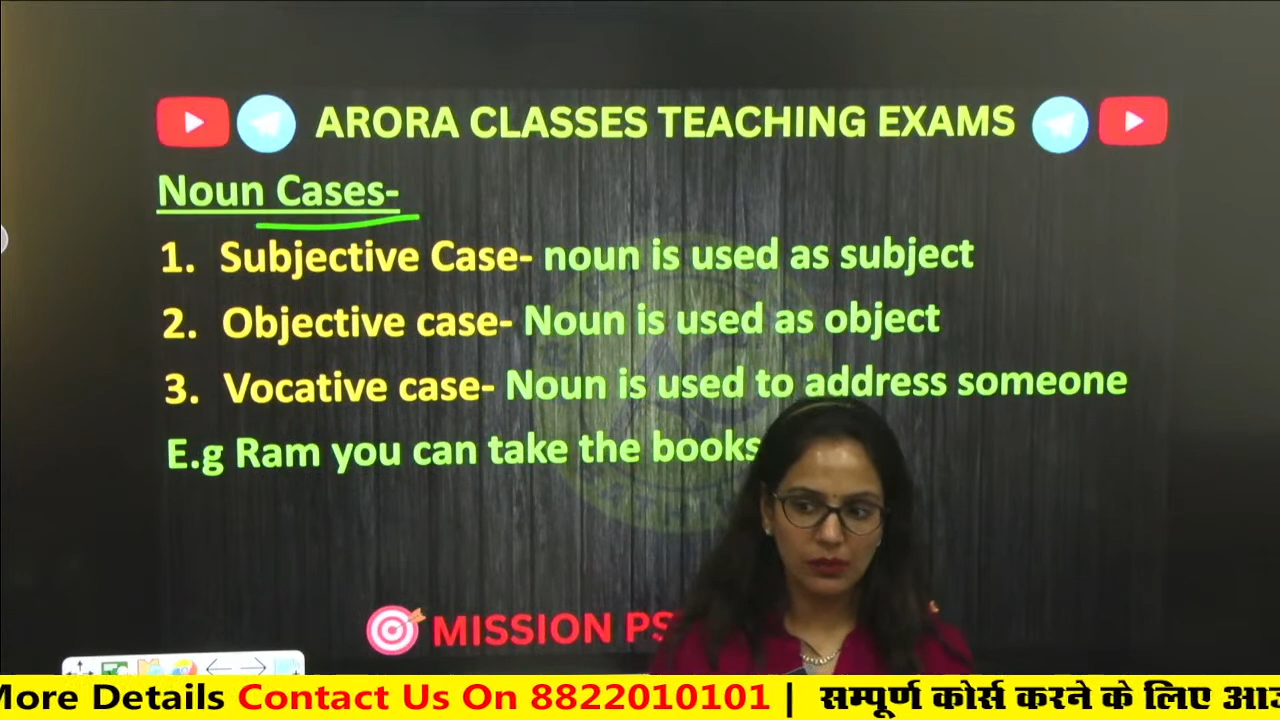 ARORA CLASSES TEACHING EXAMS
Noun Cases-
1. Subjective Case- noun is used as subject
2. Objective case- Noun is used as object
3. Vocative case- Noun is used to address someone
E.g Ram you can take the books
MISSION
More Details Contact Us On 8822010101 | सम्पूर्ण कोर्स करने के लिए